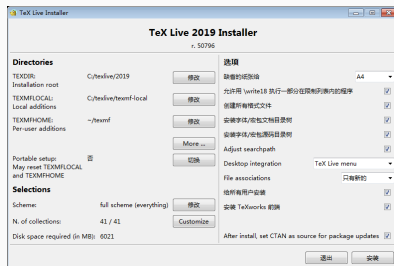 TeX Live Installer
TeX Live 2019 Installer
r. 50796
Directories
TEXDIR:
Installation root
C:/texlive/2019
修改
TEXMFLOCAL:
Local additions
C:/texlive/texmf-local
修改
TEXMFHOME:
Per-user additions
~/texmf
修改
More ...
Portable setup:
May reset TEXMFLOCAL
and TEXMFHOME
否
切换
Selections
Scheme:
full scheme (everything)
修改
N. of collections:
41 / 41
Customize
Disk space required (in MB): 6021
选项
缺省的纸张给
A4
允许用 \write18 执行一部分在限制列表内的程序
创建所有格式文件
安装字体/宏包文档目录树
安装字体/宏包源码目录树
Adjust searchpath
Desktop integration
TeX Live menu
File associations
只有新的
给所有用户安装
安装 TeXworks 前端
After install, set CTAN as source for package updates
退出
安装